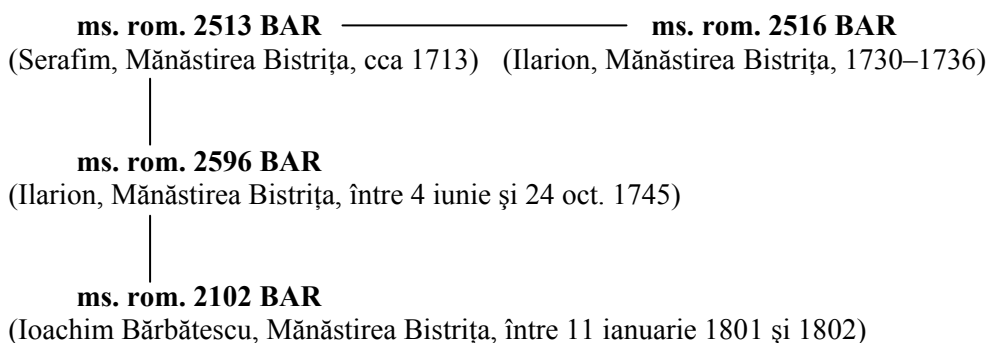 ms. rom. 2513 BAR ms. rom. 2516 BAR
(Serafim, Mănăstirea Bistrița, cca 1713) (Ilarion, Mănăstirea Bistrița, 1730–1736)
ms. rom. 2596 BAR
(Ilarion, Mănăstirea Bistrița, între 4 iunie şi 24 oct. 1745)
ms. rom. 2102 BAR
(Ioachim Bărbătescu, Mănăstirea Bistrița, între 11 ianuarie 1801 şi 1802)